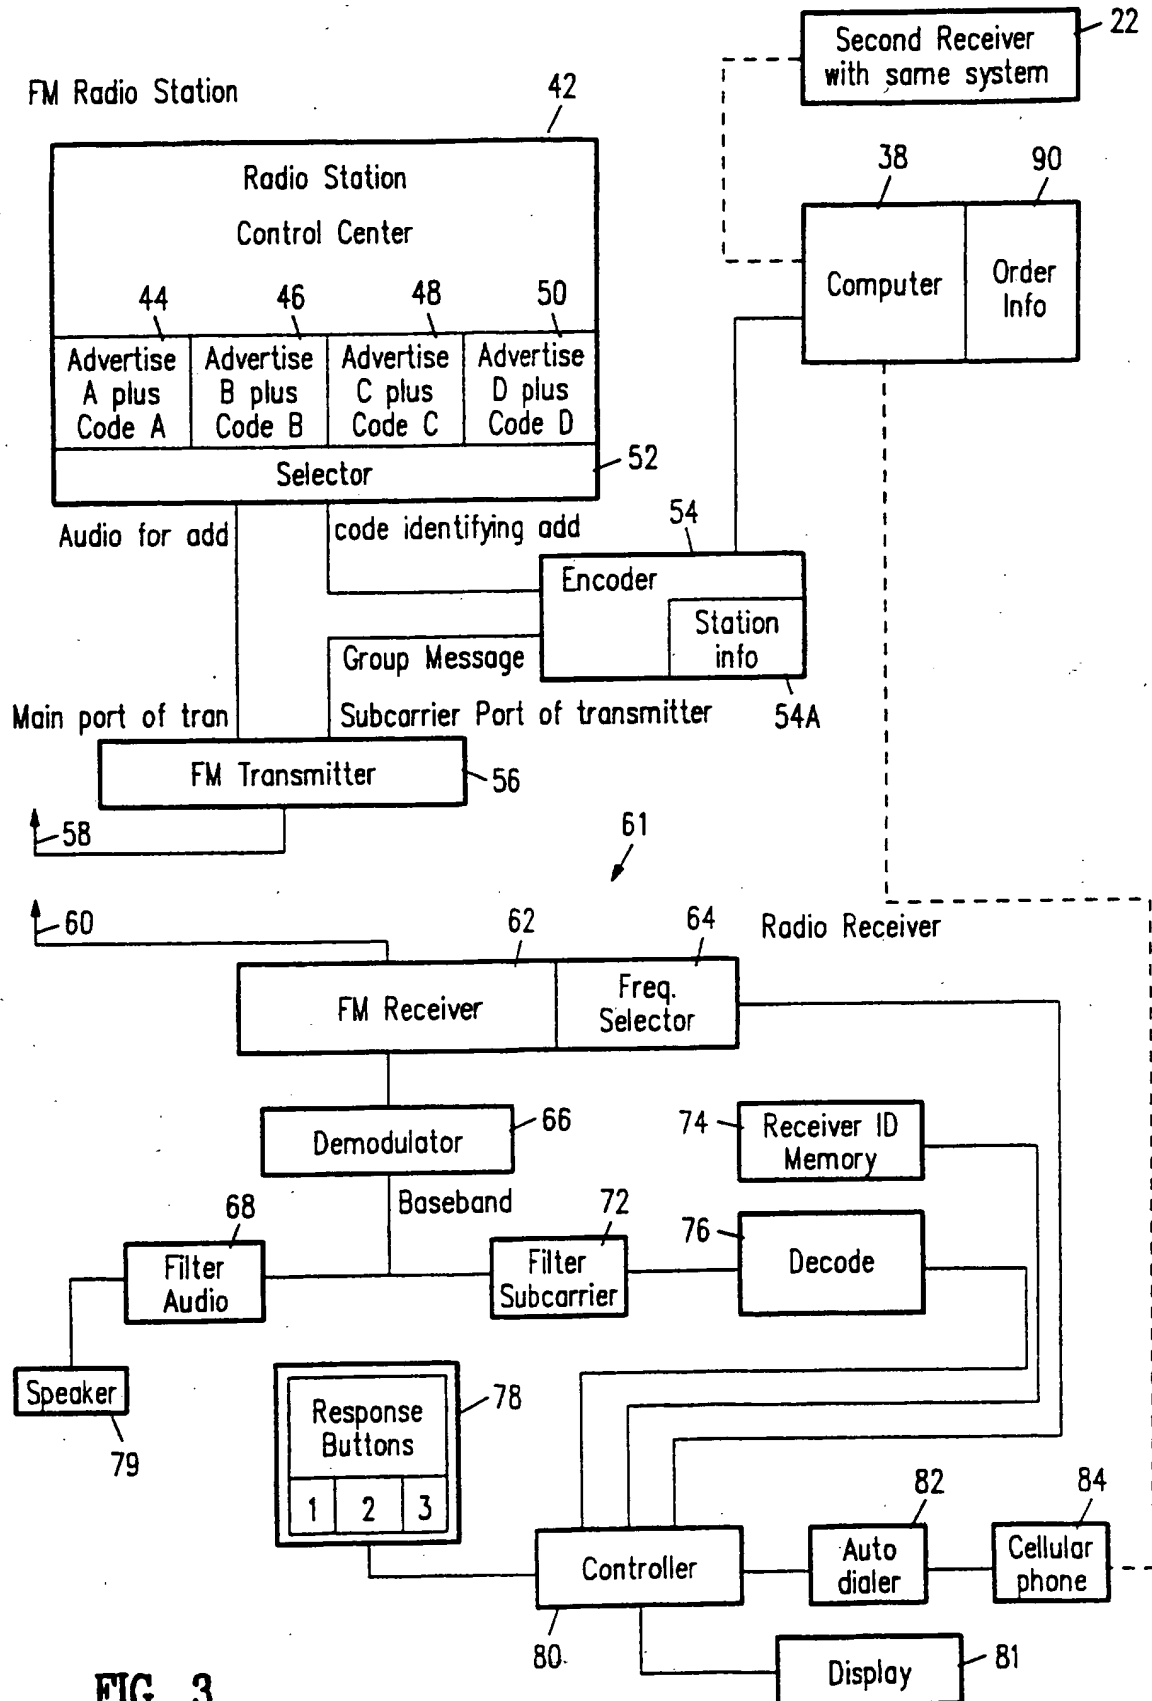 Second Receiver
with same system
22
FM Radio Station
42
Radio Station
Control Center
38
90
Computer
Order
Info
44
46
48
50
Advertise
A plus
Code A
Advertise
B plus
Code B
Advertise
C plus
Code C
Advertise
D plus
Code D
Selector
52
Audio for add
code identifying add
54
Encoder
Station
info
54A
Group Message
Main port of tran
Subcarrier Port of transmitter
FM Transmitter
56
58
61
60
62
64
Radio Receiver
FM Receiver
Freq.
Selector
Demodulator
66
74
Receiver ID
Memory
Baseband
68
Filter
Audio
72
Filter
Subcarrier
76
Decode
Speaker
79
Response
Buttons
1
2
3
78
Controller
80
82
Auto
dialer
84
Cellular
phone
Display
81
FIG. 3